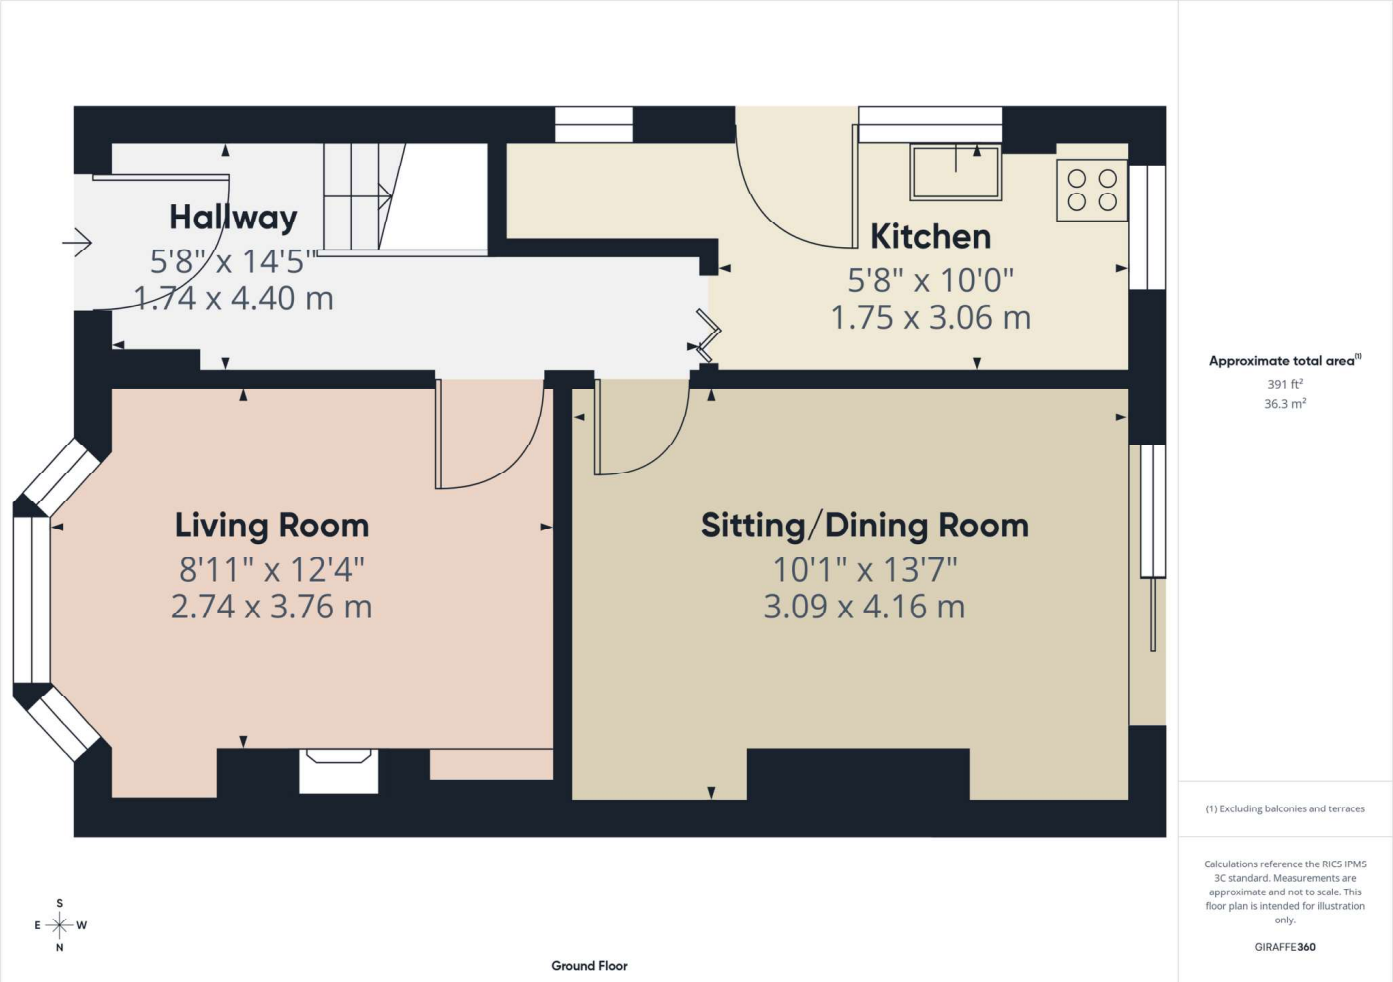 Hallway
5'8" x 14'5"
1.74 x 4.40 m
Kitchen
5'8" x 10'0"
1.75 x 3.06 m
Living Room
8'11" x 12'4"
2.74 x 3.76 m
Sitting/Dining Room
10'1" x 13'7"
3.09 x 4.16 m
S
E W
N
Ground Floor
Approximate total area(1)
391 ft²
36.3 m²
(1) Excluding balconies and terraces
Calculations reference the RICS IPMS
3C standard. Measurements are
approximate and not to scale. This
floor plan is intended for illustration
only.
GIRAFFE360